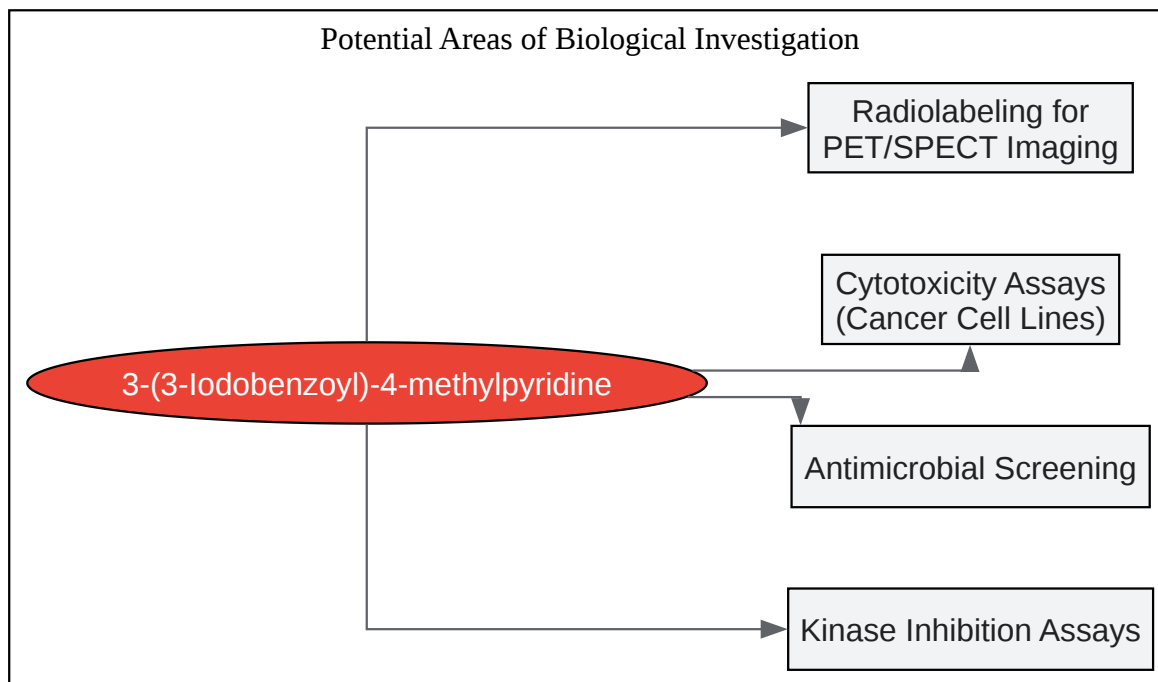 Potential Areas of Biological Investigation
Radiolabeling for
PET/SPECT Imaging
Cytotoxicity Assays
(Cancer Cell Lines)
3-(3-Iodobenzoyl)-4-methylpyridine
Antimicrobial Screening
Kinase Inhibition Assays